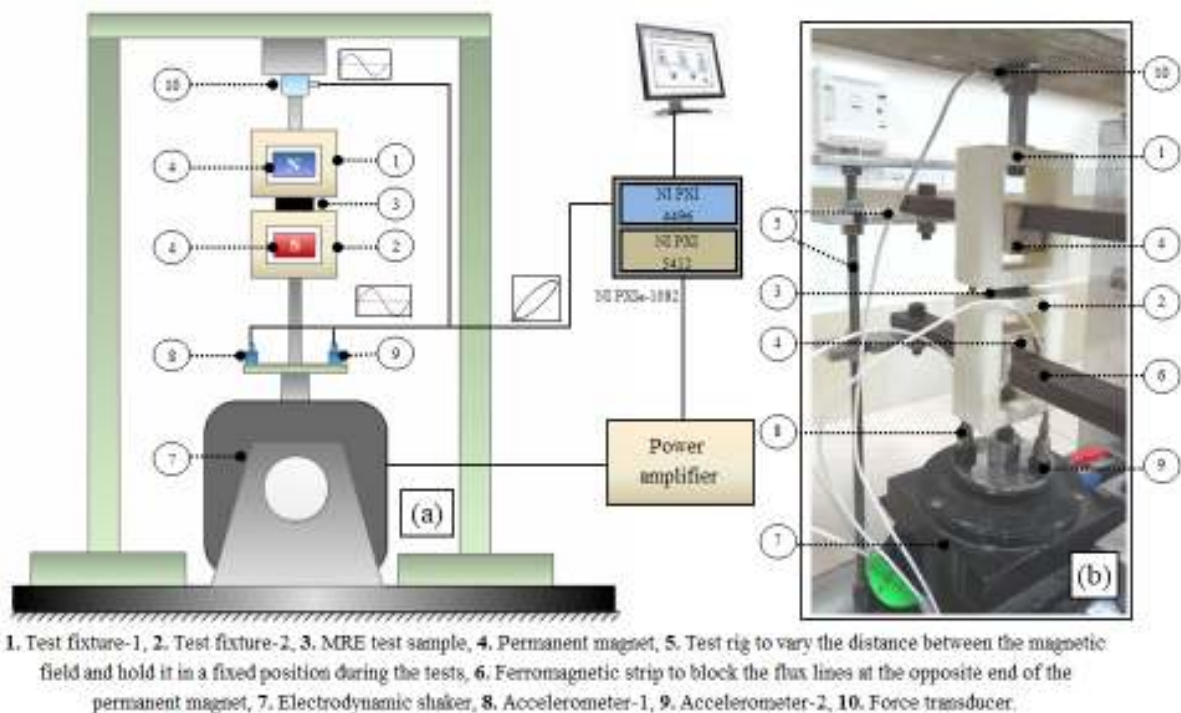 10
N
4
1
3
S
4
2
8
9
7
(a)
NI PXI
4496
NI PXI
5412
NI PXIe-1082
Power
amplifier
10
1
5
4
3
2
4
6
8
9
7
(b)
1. Test fixture-1, 2. Test fixture-2, 3. MRE test sample, 4. Permanent magnet, 5. Test rig to vary the distance between the magnetic
field and hold it in a fixed position during the tests, 6. Ferromagnetic strip to block the flux lines at the opposite end of the
permanent magnet, 7. Electrodynamic shaker, 8. Accelerometer-1, 9. Accelerometer-2, 10. Force transducer.